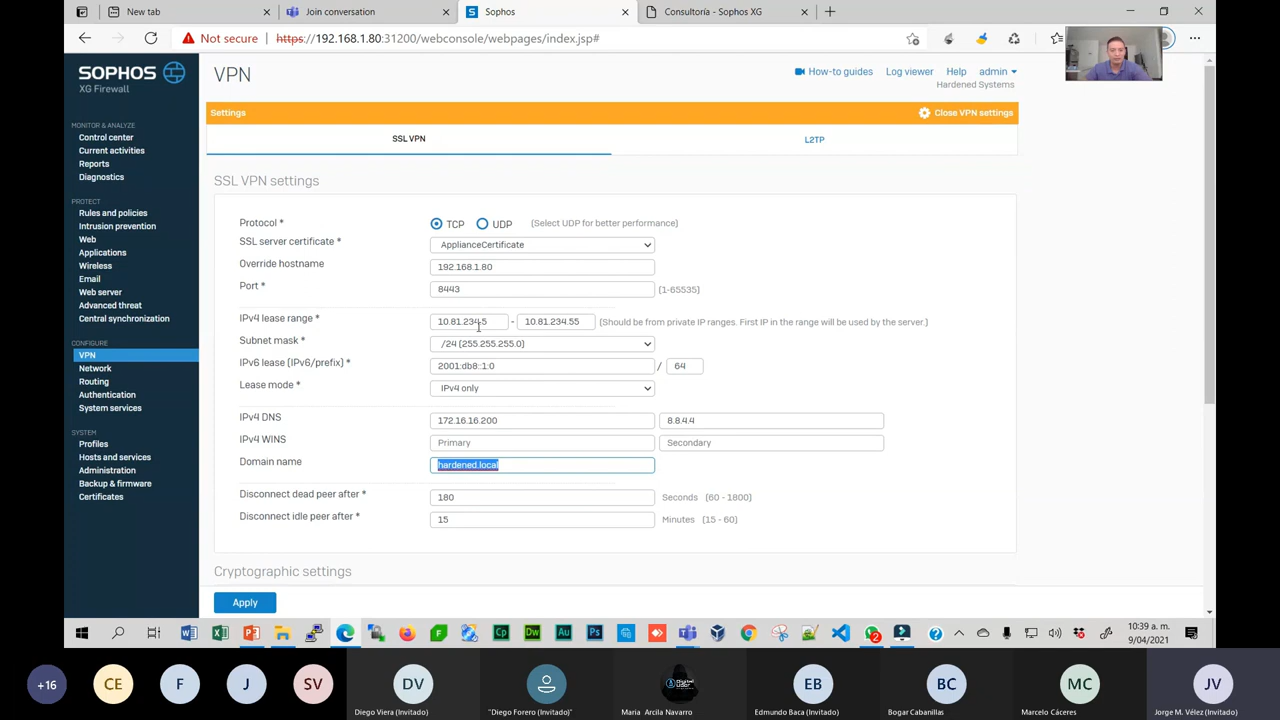 New tab
Join conversation
Sophos
Consultoría - Sophos XG
Not secure
https://192.168.1.80:31200/webconsole/webpages/index.jsp#
SOPHOS
XG Firewall
VPN
How-to guides
Log viewer
Help
admin
Hardened Systems
Settings
Close VPN settings
SSL VPN
L2TP
MONITOR & ANALYZE
Control center
Current activities
Reports
Diagnostics
PROTECT
Rules and policies
Intrusion prevention
Web
Applications
Wireless
Email
Web server
Advanced threat
Central synchronization
CONFIGURE
VPN
Network
Routing
Authentication
System services
SYSTEM
Profiles
Hosts and services
Administration
Backup & firmware
Certificates
SSL VPN settings
Protocol * TCP UDP (Select UDP for better performance)
SSL server certificate * ApplianceCertificate
Override hostname 192.168.1.80
Port * 8443 [1-65535]
IPv4 lease range * 10.81.234.5 - 10.81.234.55 (Should be from private IP ranges. First IP in the range will be used by the server.)
Subnet mask * /24 (255.255.255.0)
IPv6 lease (IPv6/prefix) * 2001:db8::1:0 / 64
Lease mode * IPv4 only
IPv4 DNS 172.16.16.200 8.8.4.4
IPv4 WINS Primary Secondary
Domain name hardened.local
Disconnect dead peer after * 180 Seconds (60 - 1800)
Disconnect idle peer after * 15 Minutes (15 - 60)
Cryptographic settings
Apply
10:39 a. m.
9/04/2021
+16
CE
F
J
SV
DV
Diego Viera (Invitado)
"Diego Forero (Invitado)"
Digital User
Maria Arcila Navarro
EB
Edmundo Baca (Invitado)
BC
Bogar Cabanillas
MC
Marcelo Cáceres
JV
Jorge M. Vélez (Invitado)